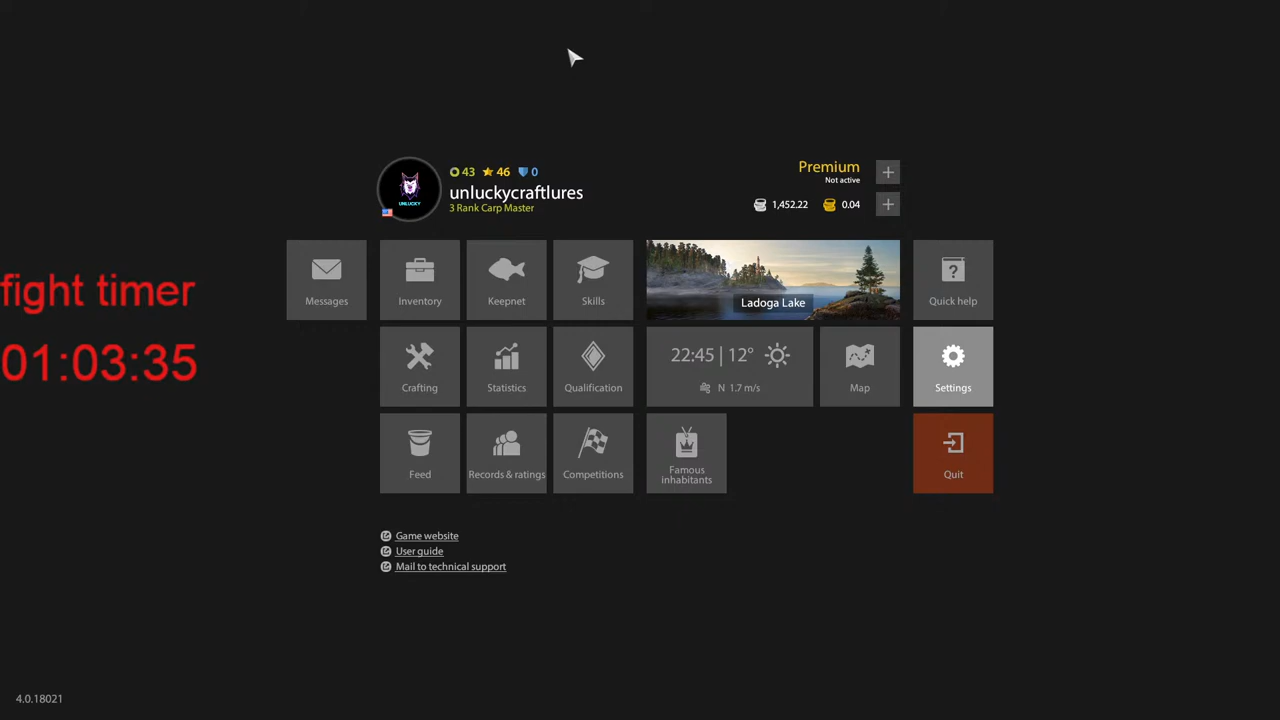 43 46 0
unluckycraftlures
3 Rank Carp Master
UNLUCKY
Premium
Not active
1,452.22 0.04
fight timer
01:03:35
Messages
Inventory
Keepnet
Skills
Ladoga Lake
Quick help
Crafting
Statistics
Qualification
22:45 | 12°
N 1.7 m/s
Map
Settings
Feed
Records & ratings
Competitions
Famous
inhabitants
Quit
Game website
User guide
Mail to technical support
4.0.18021